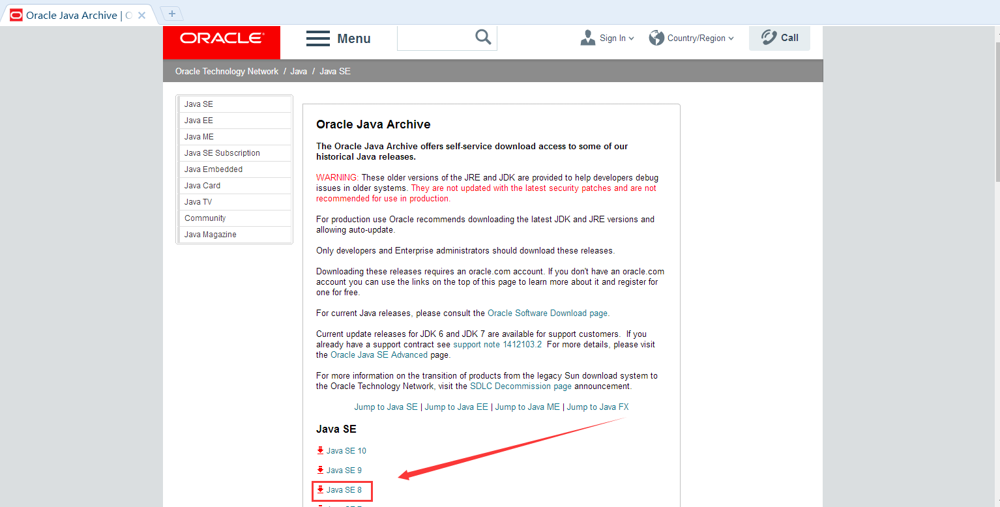 Oracle Java Archive | O
ORACLE
Menu
Sign In
Country/Region
Call
Oracle Technology Network / Java / Java SE
Java SE
Java EE
Java ME
Java SE Subscription
Java Embedded
Java Card
Java TV
Community
Java Magazine
Oracle Java Archive
The Oracle Java Archive offers self-service download access to some of our
historical Java releases.
WARNING: These older versions of the JRE and JDK are provided to help developers debug
issues in older systems. They are not updated with the latest security patches and are not
recommended for use in production.
For production use Oracle recommends downloading the latest JDK and JRE versions and
allowing auto-update.
Only developers and Enterprise administrators should download these releases.
Downloading these releases requires an oracle.com account. If you don't have an oracle.com
account you can use the links on the top of this page to learn more about it and register for
one for free.
For current Java releases, please consult the Oracle Software Download page.
Current update releases for JDK 6 and JDK 7 are available for support customers.  If you
already have a support contract see support note 1412103.2  For more details, please visit
the Oracle Java SE Advanced page.
For more information on the transition of products from the legacy Sun download system to
the Oracle Technology Network, visit the SDLC Decommission page announcement.
Jump to Java SE | Jump to Java EE | Jump to Java ME | Jump to Java FX
Java SE
Java SE 10
Java SE 9
Java SE 8